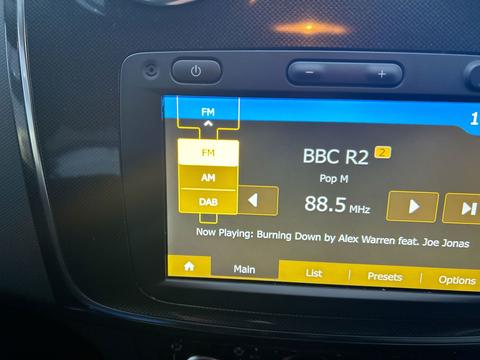 FM
1
FM
AM
DAB
BBC R2 2
Pop M
88.5 MHz
Now Playing: Burning Down by Alex Warren feat. Joe Jonas
Main
List
Presets
Options